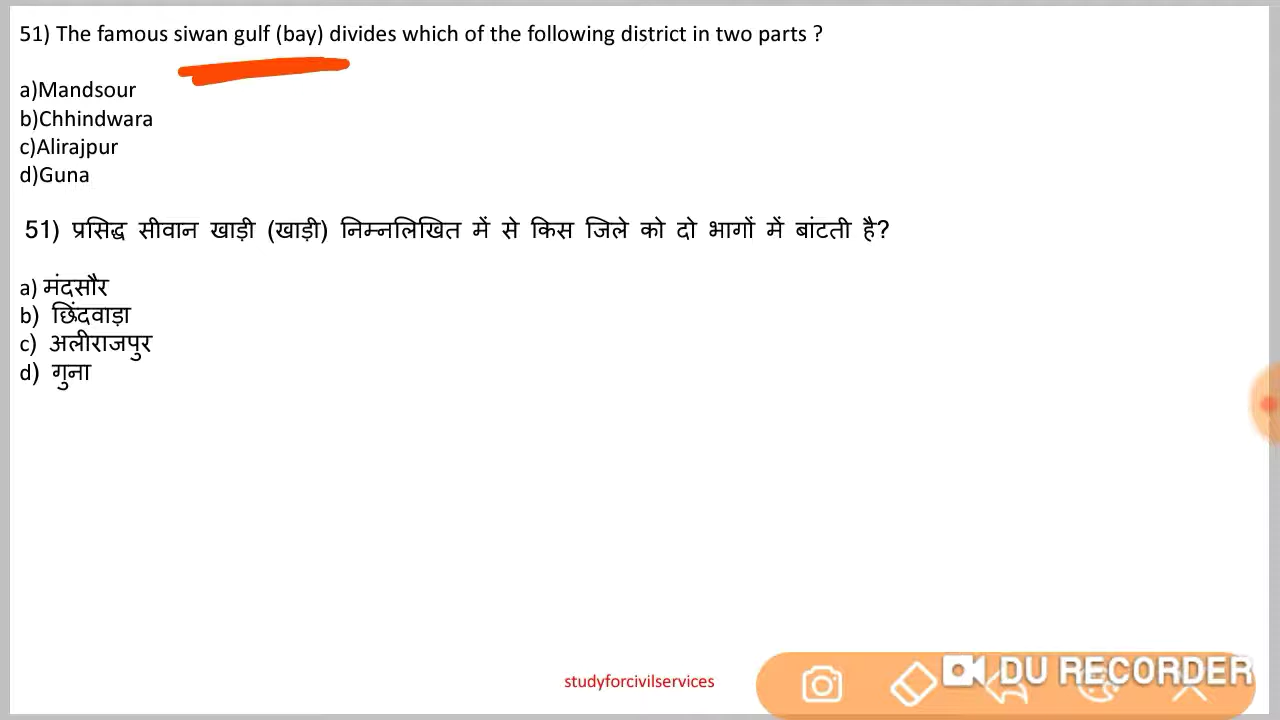 51) The famous siwan gulf (bay) divides which of the following district in two parts ?
a)Mandsour
b)Chhindwara
c)Alirajpur
d)Guna
51) प्रसिद्ध सीवान खाड़ी (खाड़ी) निम्नलिखित में से किस जिले को दो भागों में बांटती है?
a) मंदसौर
b) छिंदवाड़ा
c) अलीराजपुर
d) गुना
studyforcivilservices
DU RECORDER